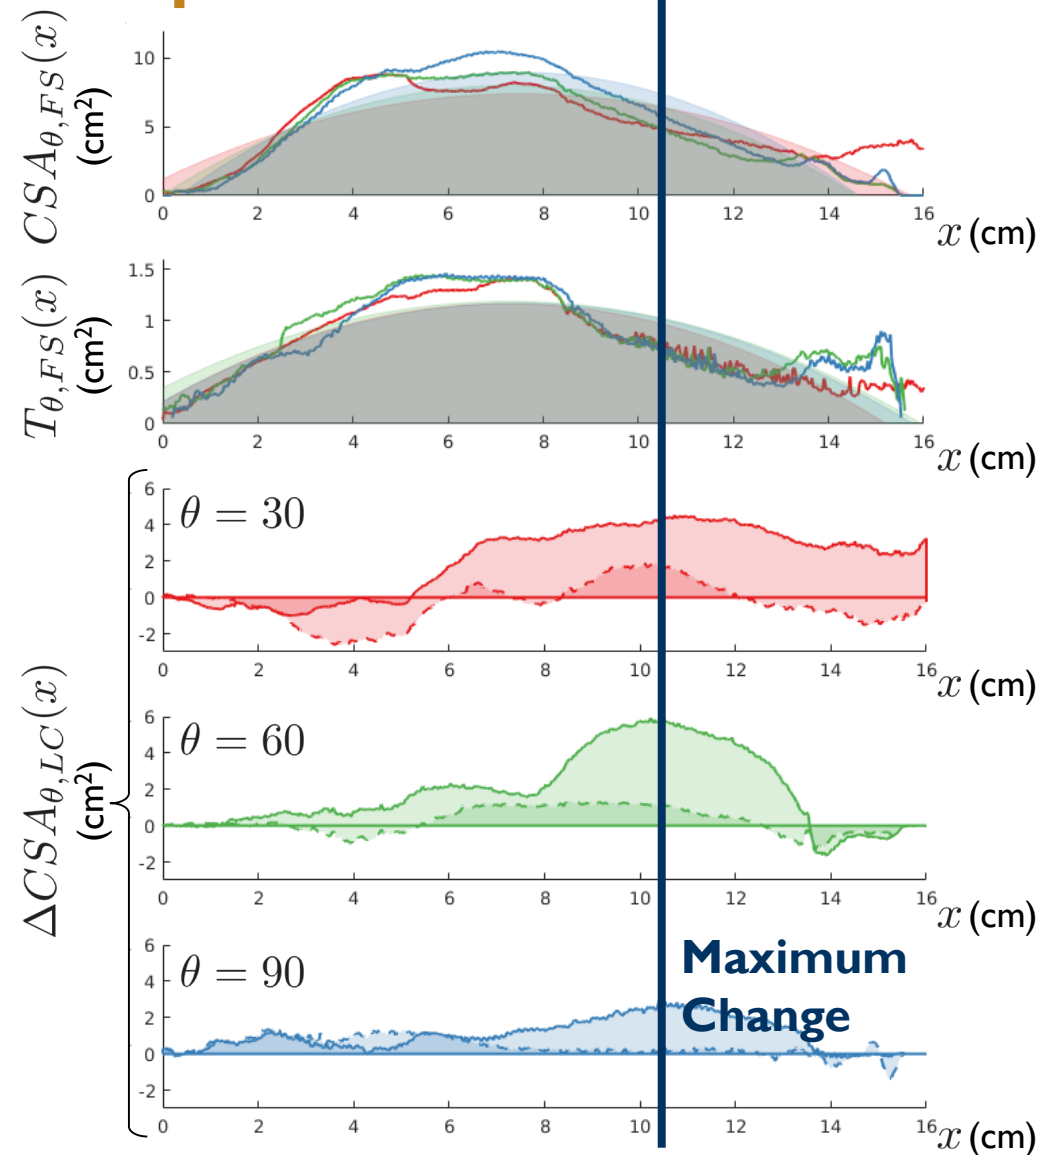 CSA_{θ,FS}(x)
(cm²)
10
5
0
0 2 4 6 8 10 12 14 16
x (cm)
T_{θ,FS}(x)
(cm²)
1.5
1
0.5
0
0 2 4 6 8 10 12 14 16
x (cm)
ΔCSA_{θ,LC}(x)
(cm²)
θ = 30
6
4
2
0
-2
0 2 4 6 8 10 12 14 16
x (cm)
θ = 60
6
4
2
0
-2
0 2 4 6 8 10 12 14 16
x (cm)
θ = 90
6
4
2
0
-2
Maximum
Change
0 2 4 6 8 10 12 14 16
x (cm)